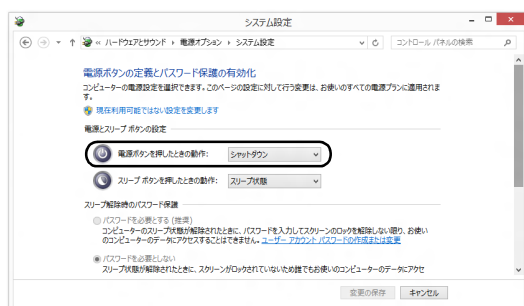 システム設定
« ハードウェアとサウンド ▸ 電源オプション ▸ システム設定
コントロール パネルの検索
電源ボタンの定義とパスワード保護の有効化
コンピューターの電源設定を選択できます。このページの設定に対して行う変更は、お使いのすべての電源プランに適用されま
す。
現在利用可能ではない設定を変更します
電源とスリープ ボタンの設定
電源ボタンを押したときの動作: シャットダウン
スリープ ボタンを押したときの動作: スリープ状態
スリープ解除時のパスワード保護
パスワードを必要とする (推奨)
コンピューターのスリープ状態が解除されたときに、パスワードを入力してスクリーンのロックを解除しない限り、お使い
のコンピューターのデータにアクセスすることはできません。ユーザー アカウント パスワードの作成または変更
パスワードを必要としない
スリープ状態が解除されたときに、スクリーンがロックされていないため誰でもお使いのコンピューターのデータにアクセ
変更の保存 キャンセル